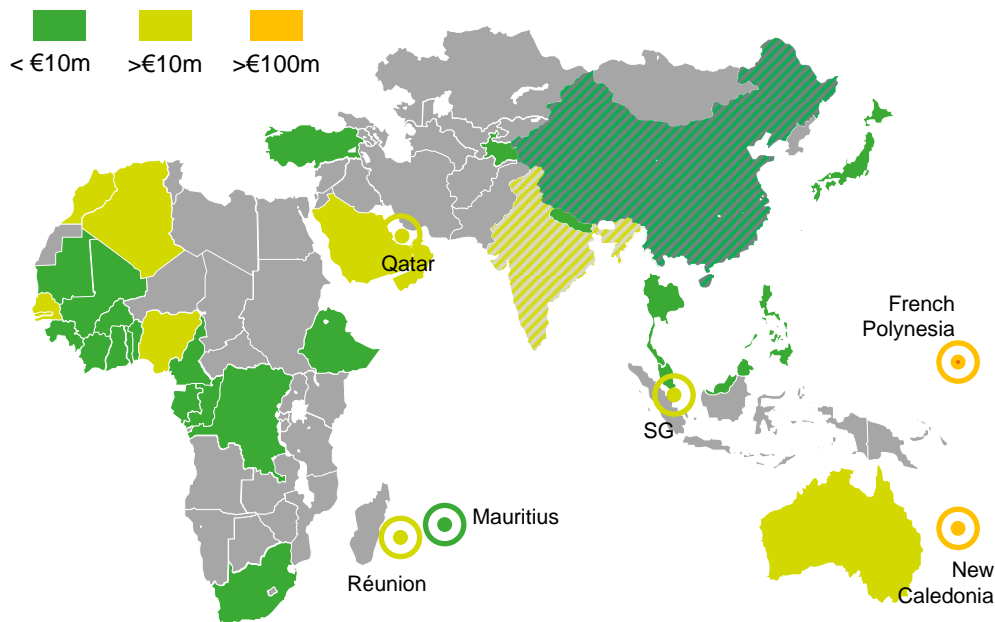 < €10m
>€10m
>€100m
Qatar
French
Polynesia
SG
Mauritius
Réunion
New
Caledonia